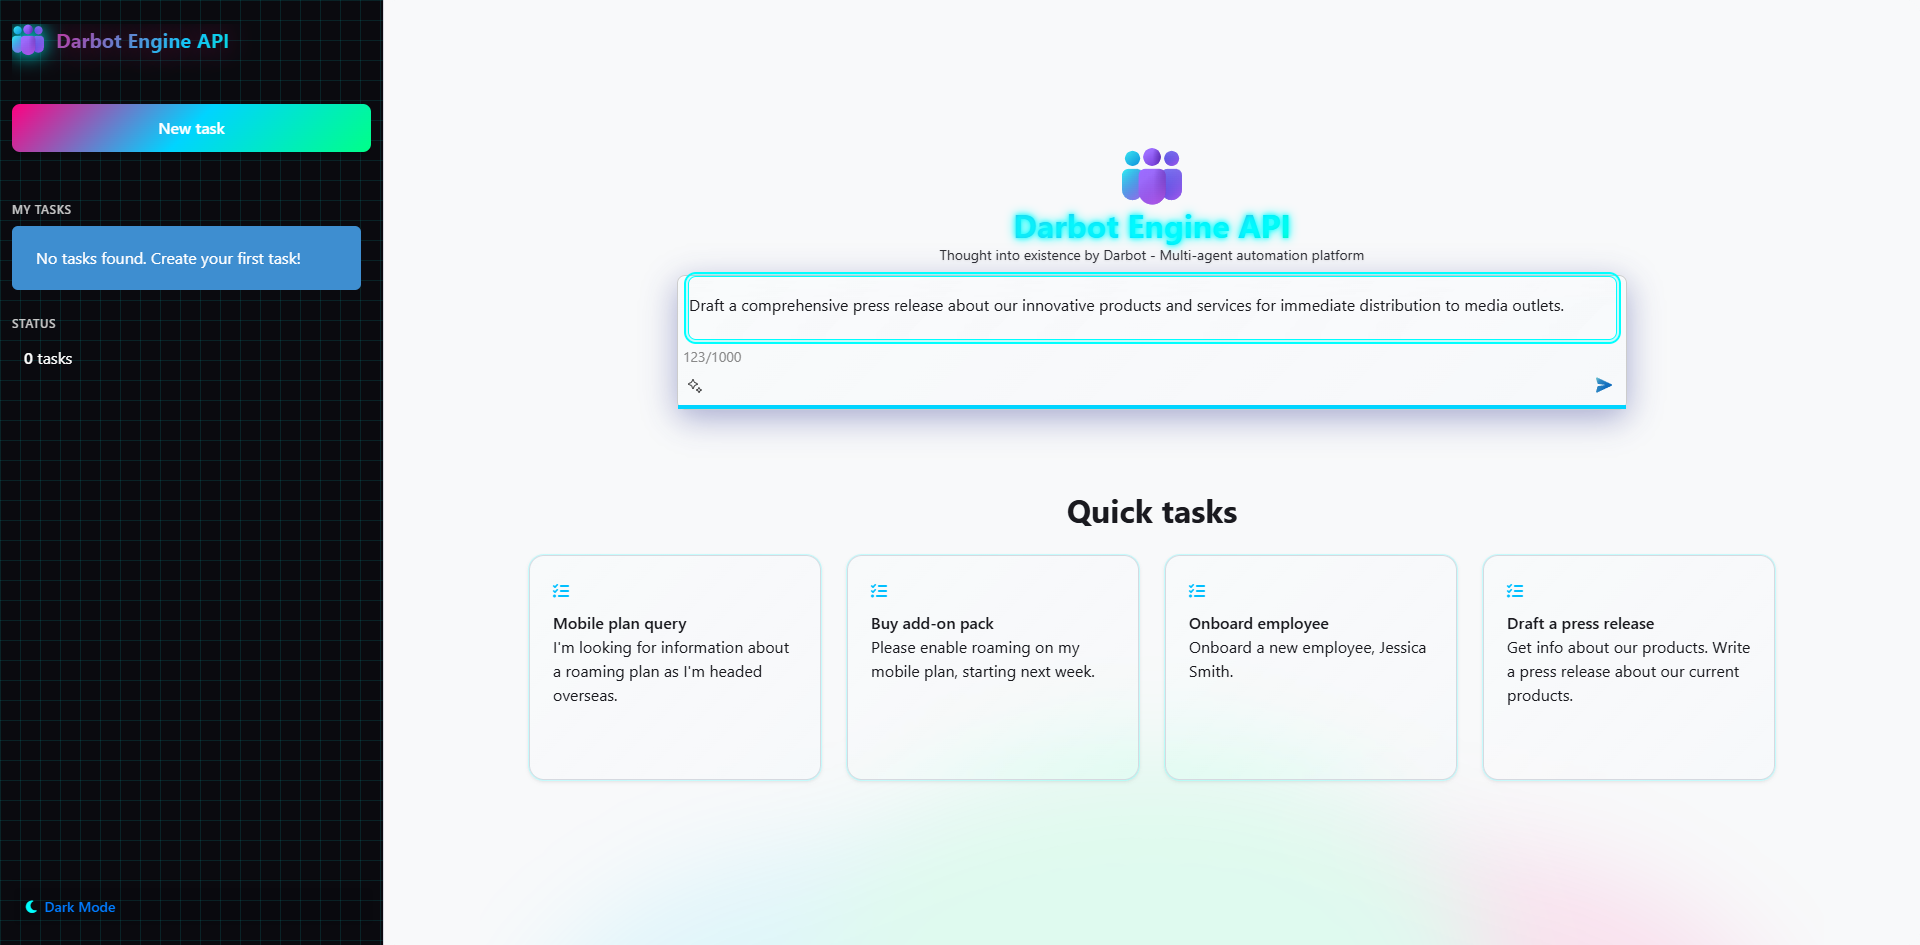 Darbot Engine API
New task
MY TASKS
No tasks found. Create your first task!
STATUS
0 tasks
Dark Mode
Darbot Engine API
Thought into existence by Darbot - Multi-agent automation platform
Draft a comprehensive press release about our innovative products and services for immediate distribution to media outlets.
123/1000
Quick tasks
Mobile plan query
I'm looking for information about
a roaming plan as I'm headed
overseas.
Buy add-on pack
Please enable roaming on my
mobile plan, starting next week.
Onboard employee
Onboard a new employee, Jessica
Smith.
Draft a press release
Get info about our products. Write
a press release about our current
products.